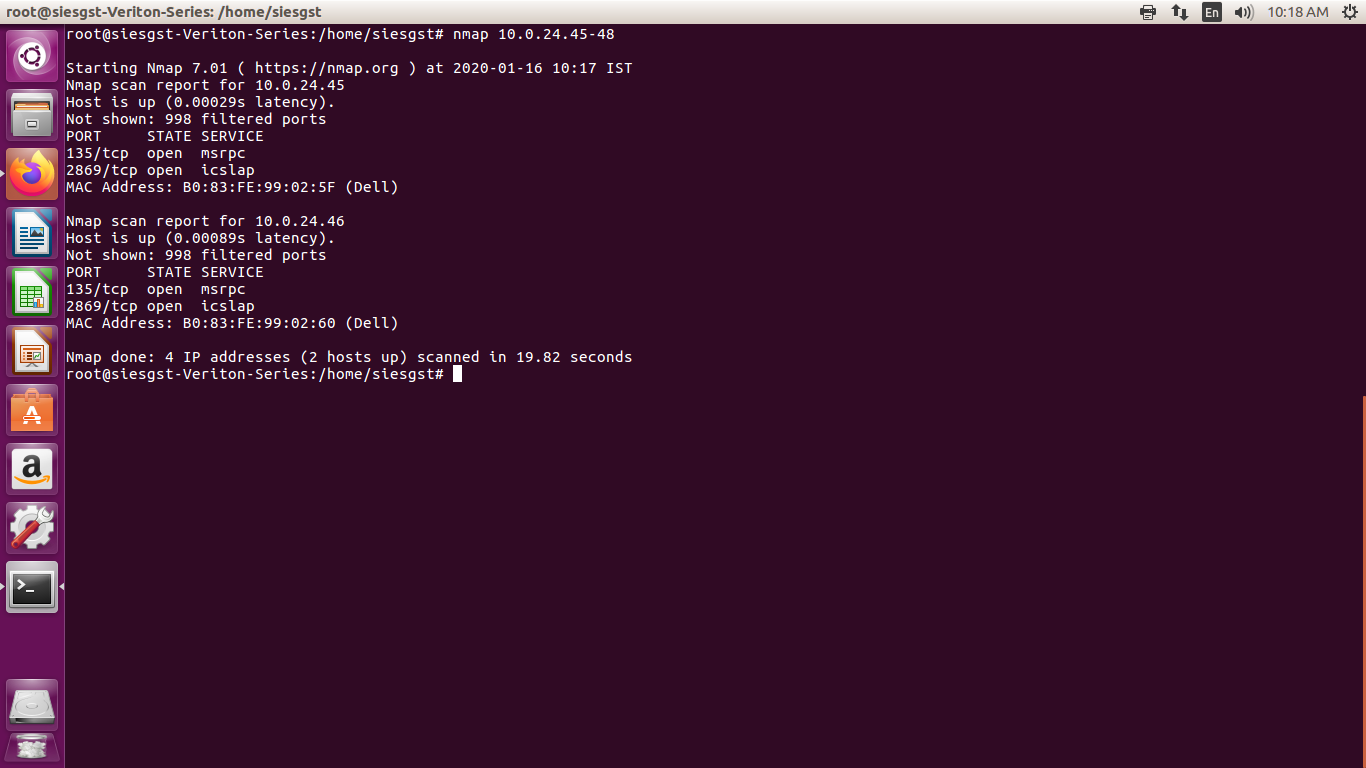 root@siesgst-Veriton-Series: /home/siesgst
En
10:18 AM
root@siesgst-Veriton-Series:/home/siesgst# nmap 10.0.24.45-48
Starting Nmap 7.01 ( https://nmap.org ) at 2020-01-16 10:17 IST
Nmap scan report for 10.0.24.45
Host is up (0.00029s latency).
Not shown: 998 filtered ports
PORT     STATE SERVICE
135/tcp  open  msrpc
2869/tcp open  icslap
MAC Address: B0:83:FE:99:02:5F (Dell)
Nmap scan report for 10.0.24.46
Host is up (0.00089s latency).
Not shown: 998 filtered ports
PORT     STATE SERVICE
135/tcp  open  msrpc
2869/tcp open  icslap
MAC Address: B0:83:FE:99:02:60 (Dell)
Nmap done: 4 IP addresses (2 hosts up) scanned in 19.82 seconds
root@siesgst-Veriton-Series:/home/siesgst#